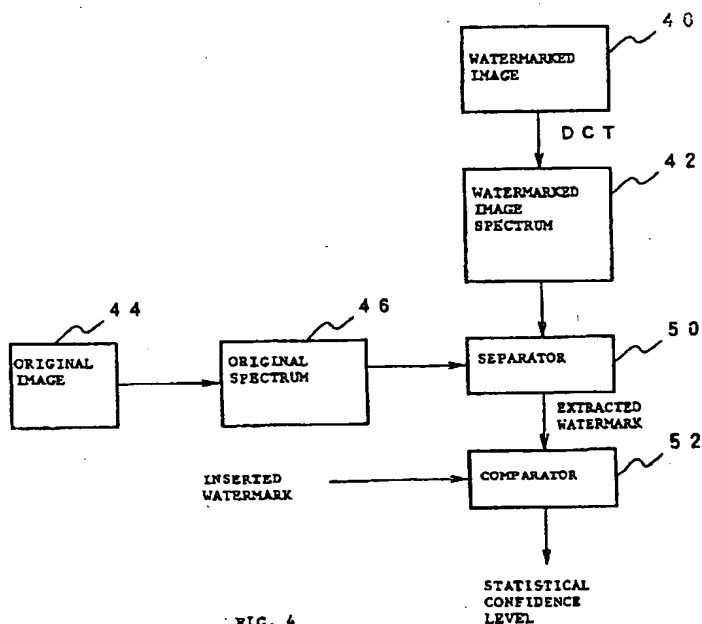 40
WATERMARKED
IMAGE
DCT
42
WATERMARKED
IMAGE
SPECTRUM
44
46
50
ORIGINAL
IMAGE
ORIGINAL
SPECTRUM
SEPARATOR
EXTRACTED
WATERMARK
52
INSERTED
WATERMARK
COMPARATOR
STATISTICAL
CONFIDENCE
LEVEL
FIG. 4